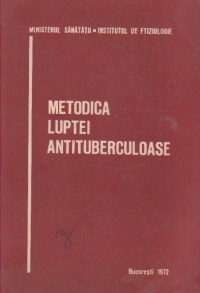 MINISTERUL SĂNĂTĂȚII • INSTITUTUL DE FTIZIOLOGIE
METODICA
LUPTEI
ANTITUBERCULOASE
București 1972